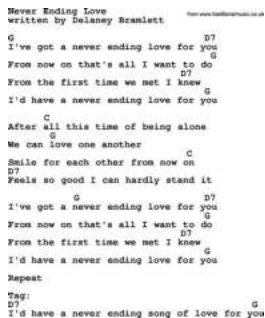 Never Ending Love
written by Delaney Bramlett
from www.traditionalmusic.co.uk
G D7
I've got a never ending love for you
G
From now on that's all I want to do
D7
From the first time we met I knew
G
I'd have a never ending love for you
C
After all this time of being alone
G
We can love one another
C
Smile for each other from now on
D7
Feels so good I can hardly stand it
G D7
I've got a never ending love for you
G
From now on that's all I want to do
D7
From the first time we met I knew
G
I'd have a never ending love for you
Repeat
Tag:
D7 G
I'd have a never ending song of love for you